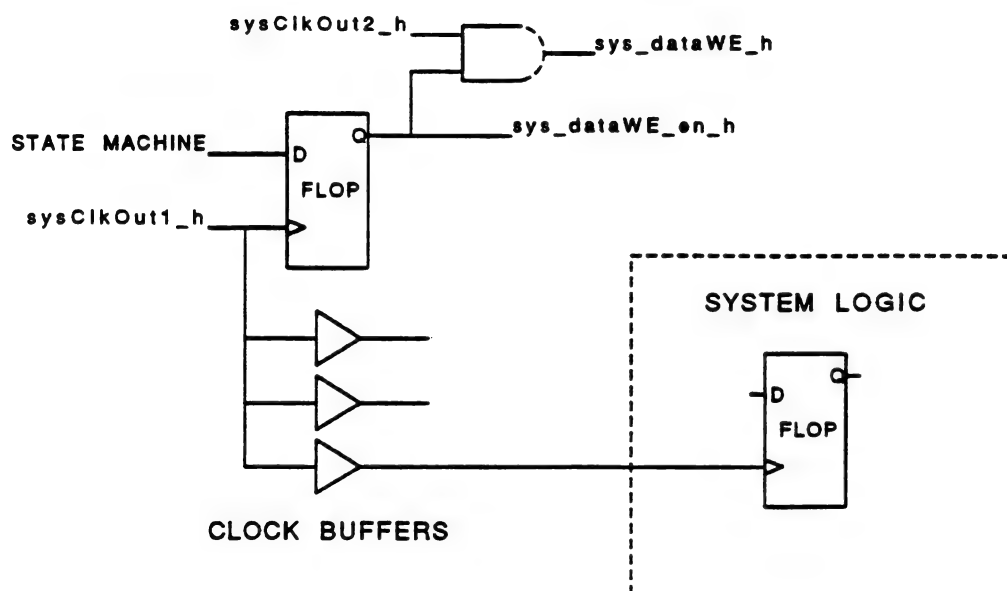 sysClkOut2_h
sys_dataWE_h
sys_dataWE_en_h
STATE MACHINE
D
Q
FLOP
sysClkOut1_h
SYSTEM LOGIC
D
Q
FLOP
CLOCK BUFFERS